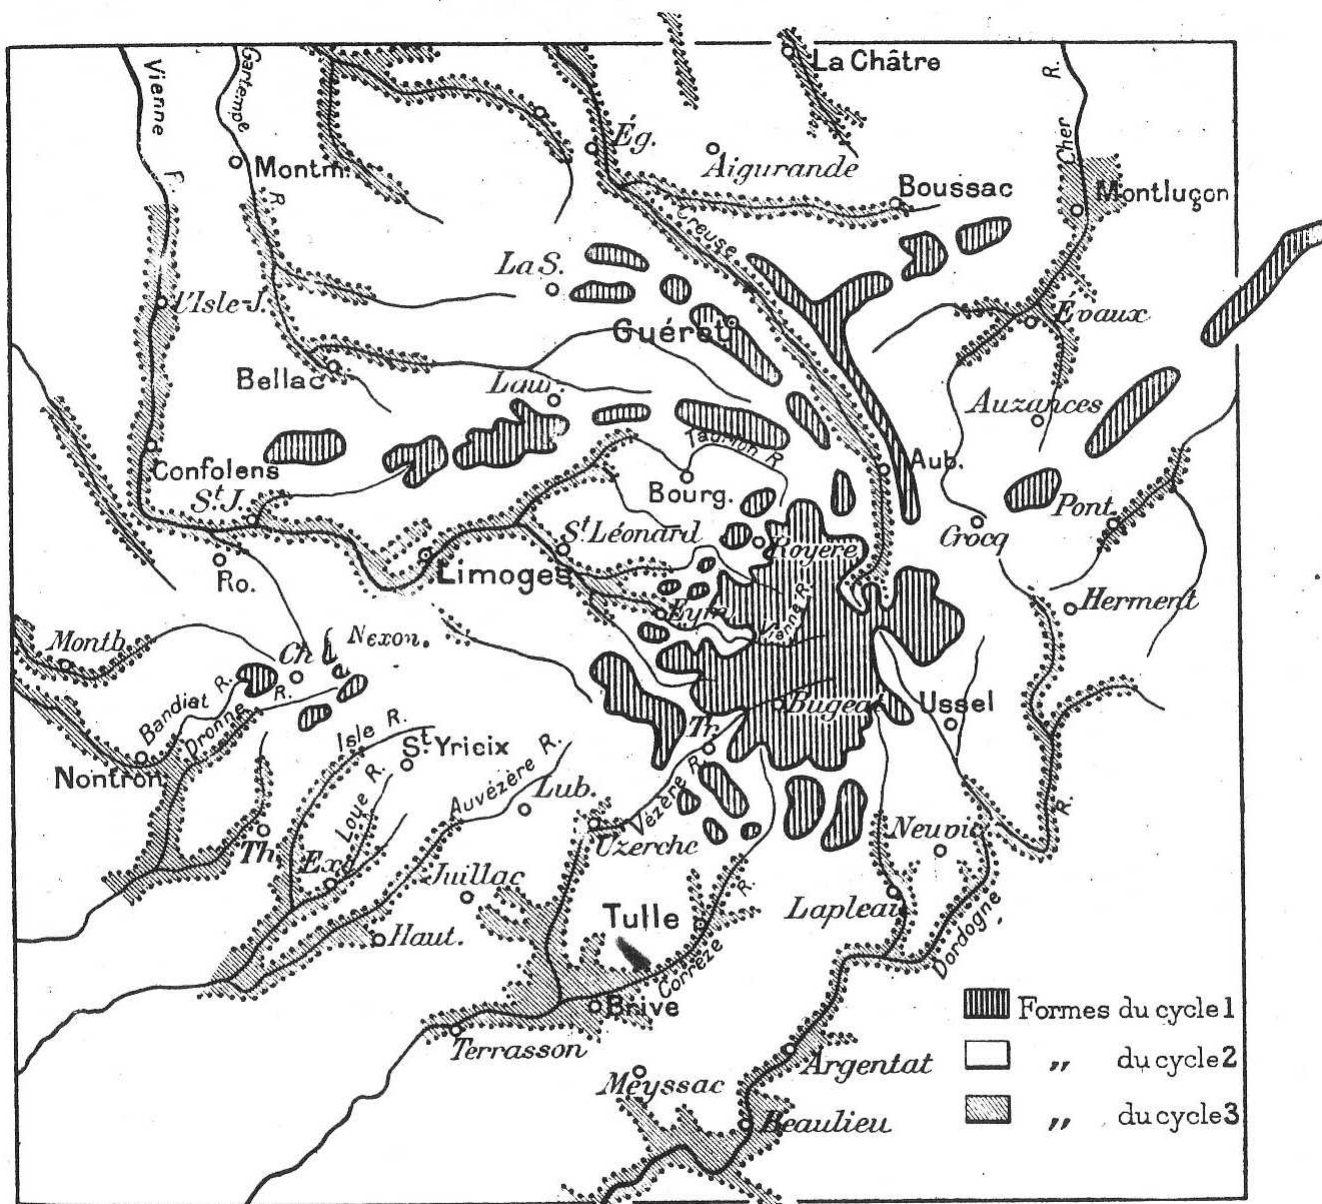 La Châtre
Vienne
Gartempe
R.
Cher
R.
Ég.
Aigurande
Montm.
R.
Boussac
Montluçon
Creuse
La S.
l'Isle-J.
Guéret
Évaux
Bellac
Law.
Auzances
Taurion R.
Confolens
Aub.
St. J.
Bourg.
Pont.
Crocq
St. Léonard
Royère
Limoges
Ro.
Eym.
Vienne R.
Herment
Montb.
Nexon.
Ch
Bandiat R.
Dronne R.
Bugeat
Ussel
Isle R.
St. Yrieix
Th
Nontron
Auvézère R.
Loue R.
Lub.
Vézère R.
Uzerche
Neuvic
R.
Th.
Exd
Juillac
R.
Tulle
Lapleau
Haut.
Corrèze
Dordogne
Brive
Formes du cycle 1
Terrasson
Argentat
„ du cycle 2
Meyssac
„ du cycle 3
Beaulieu